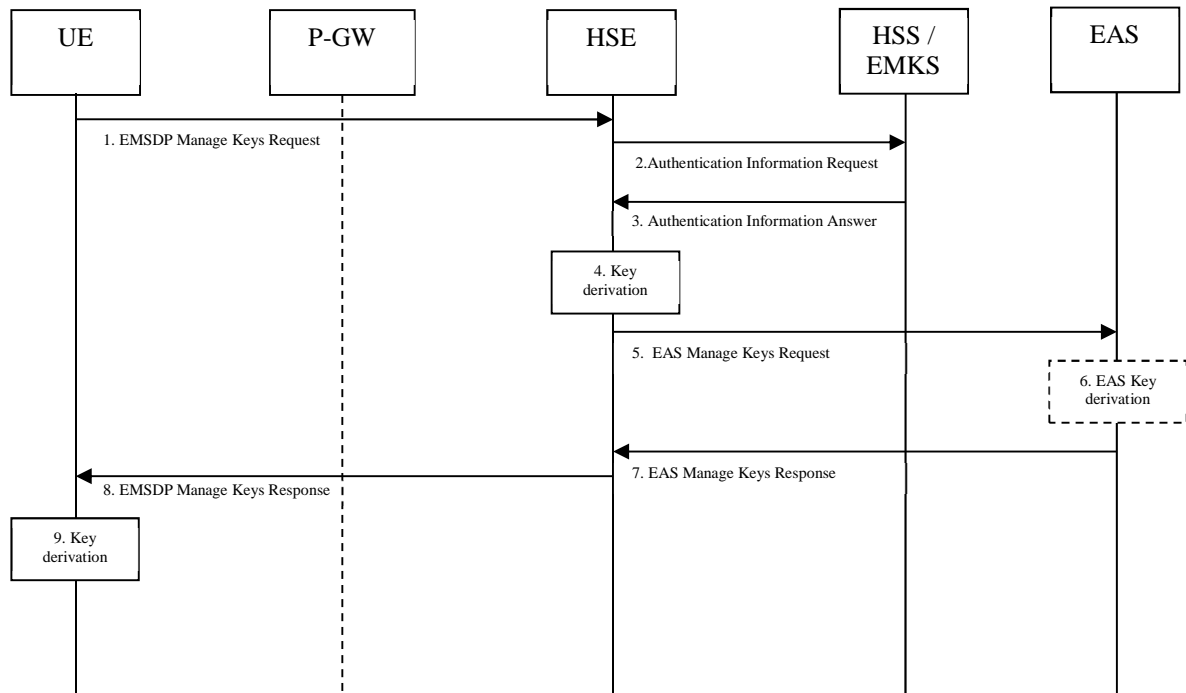 UE
P-GW
HSE
HSS /
EMKS
EAS
1. EMSDP Manage Keys Request
2.Authentication Information Request
3. Authentication Information Answer
4. Key
derivation
5. EAS Manage Keys Request
6. EAS Key
derivation
7. EAS Manage Keys Response
8. EMSDP Manage Keys Response
9. Key
derivation